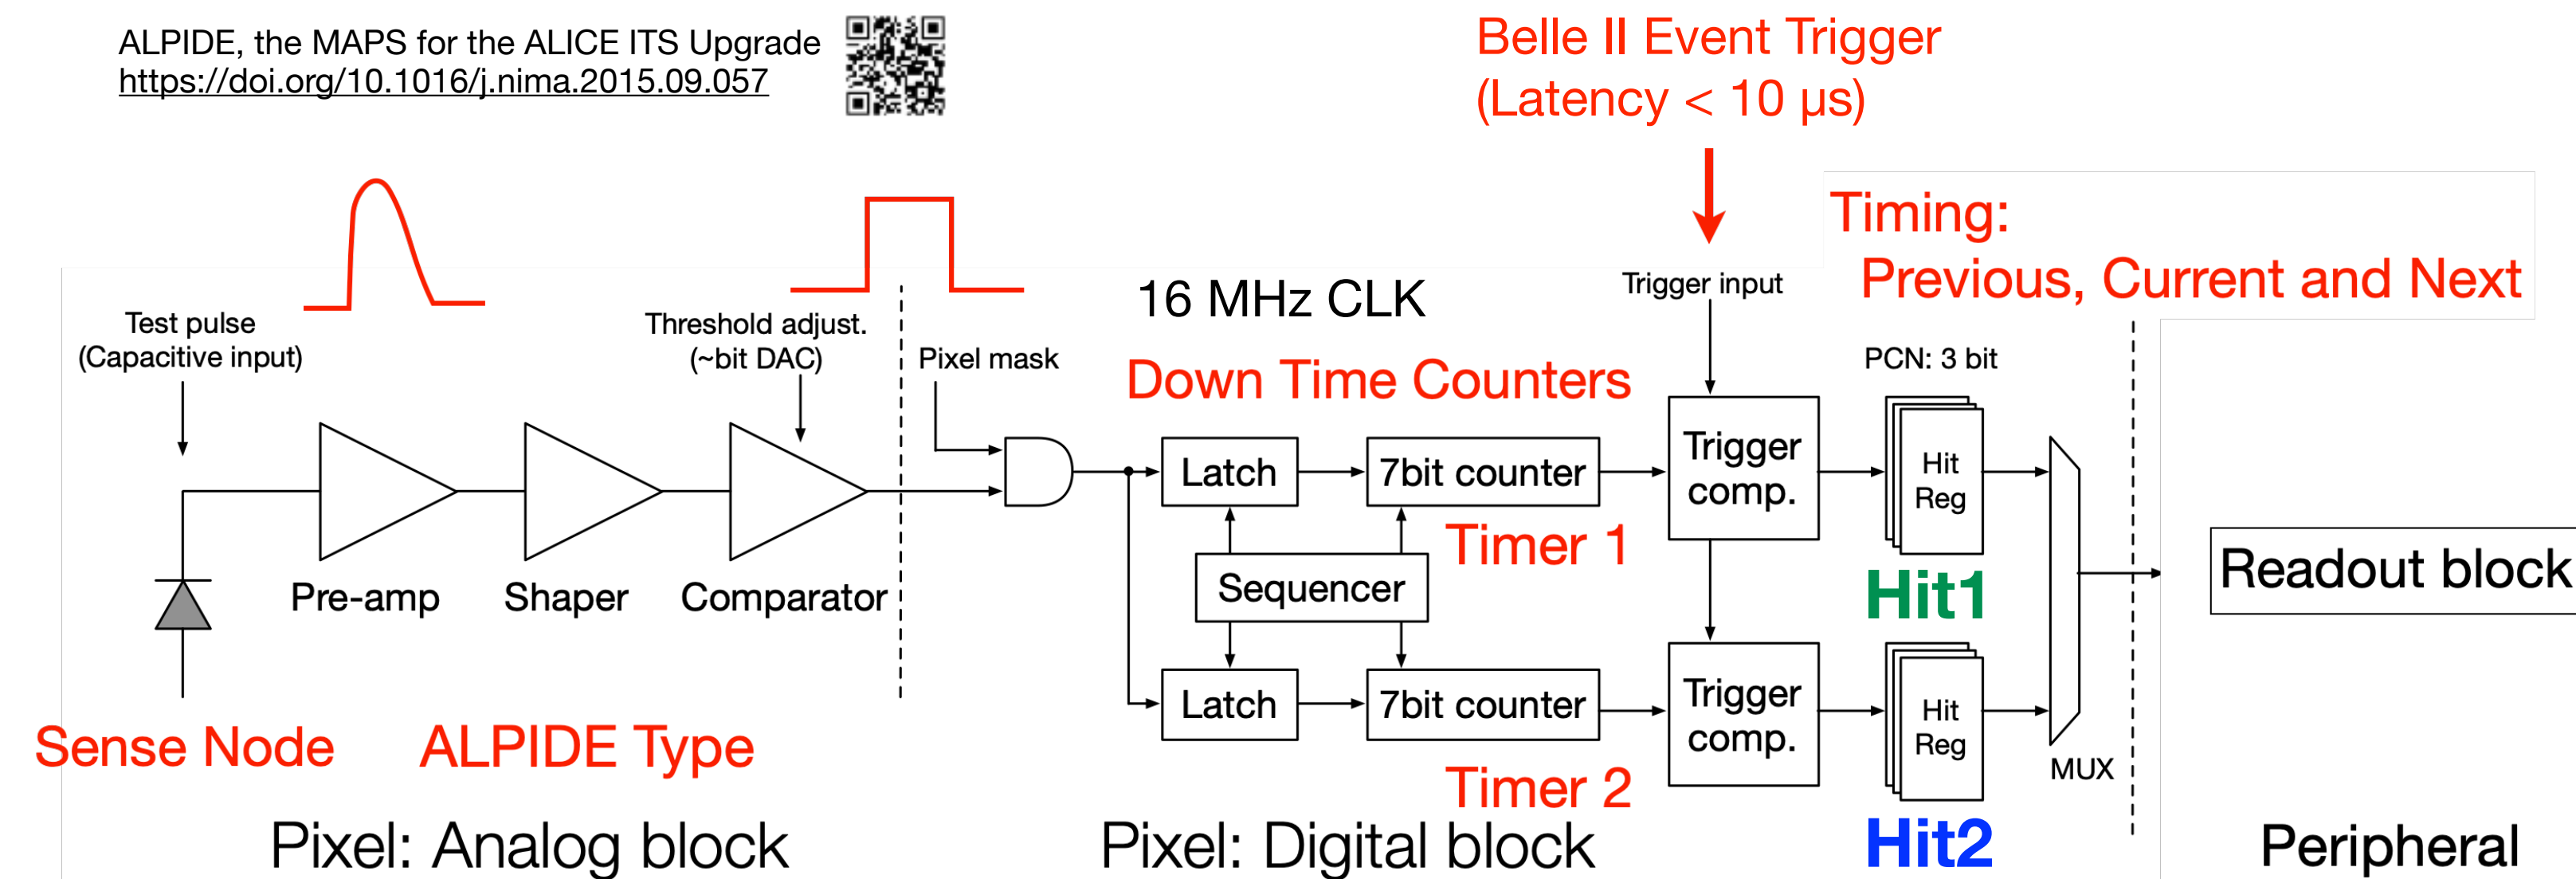 ALPIDE, the MAPS for the ALICE ITS Upgrade
https://doi.org/10.1016/j.nima.2015.09.057
Belle II Event Trigger
(Latency < 10 µs)
Timing:
Previous, Current and Next
16 MHz CLK
Trigger input
Test pulse
(Capacitive input)
Threshold adjust.
(~bit DAC)
Pixel mask
Down Time Counters
PCN: 3 bit
Latch
7bit counter
Trigger
comp.
Hit
Reg
Timer 1
Pre-amp
Shaper
Comparator
Sequencer
Hit1
Readout block
Latch
7bit counter
Trigger
comp.
Hit
Reg
MUX
Sense Node
ALPIDE Type
Timer 2
Pixel: Analog block
Pixel: Digital block
Hit2
Peripheral